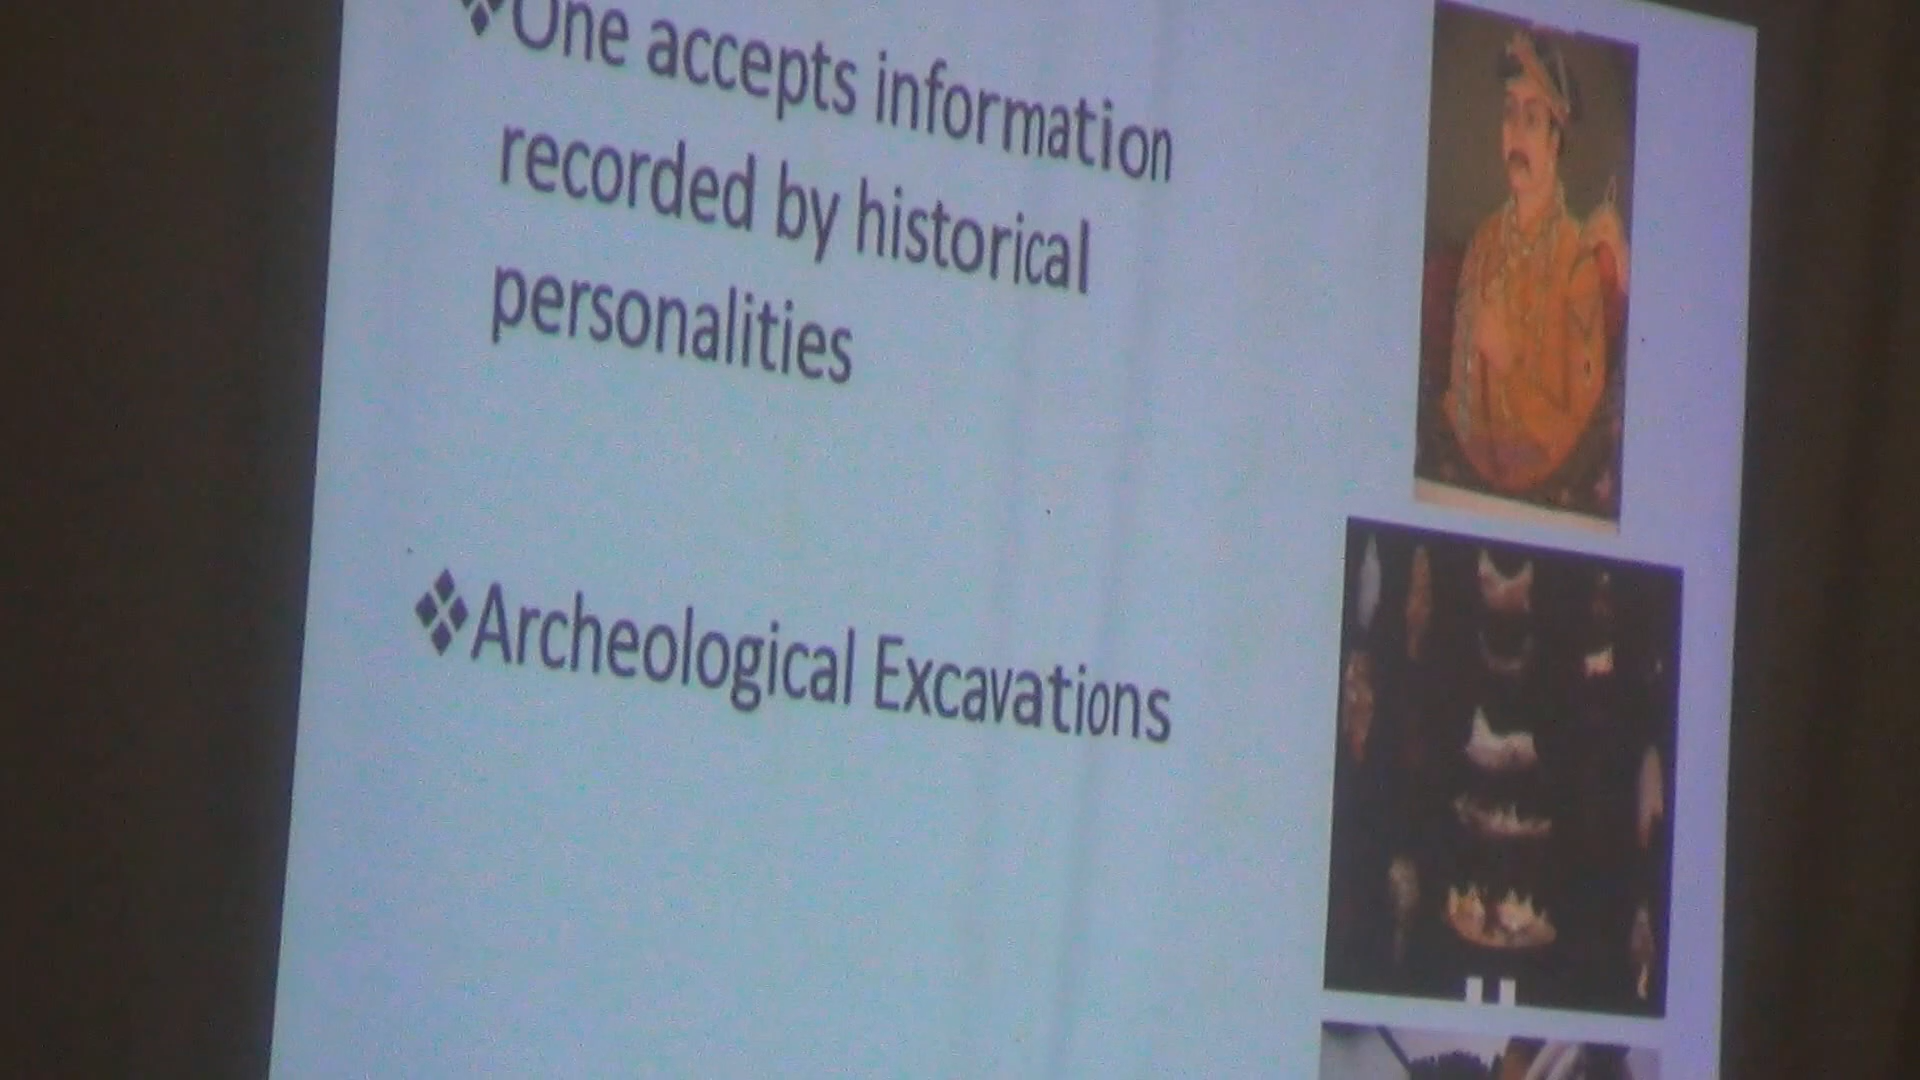 ❖One accepts information
recorded by historical
personalities
❖Archeological Excavations